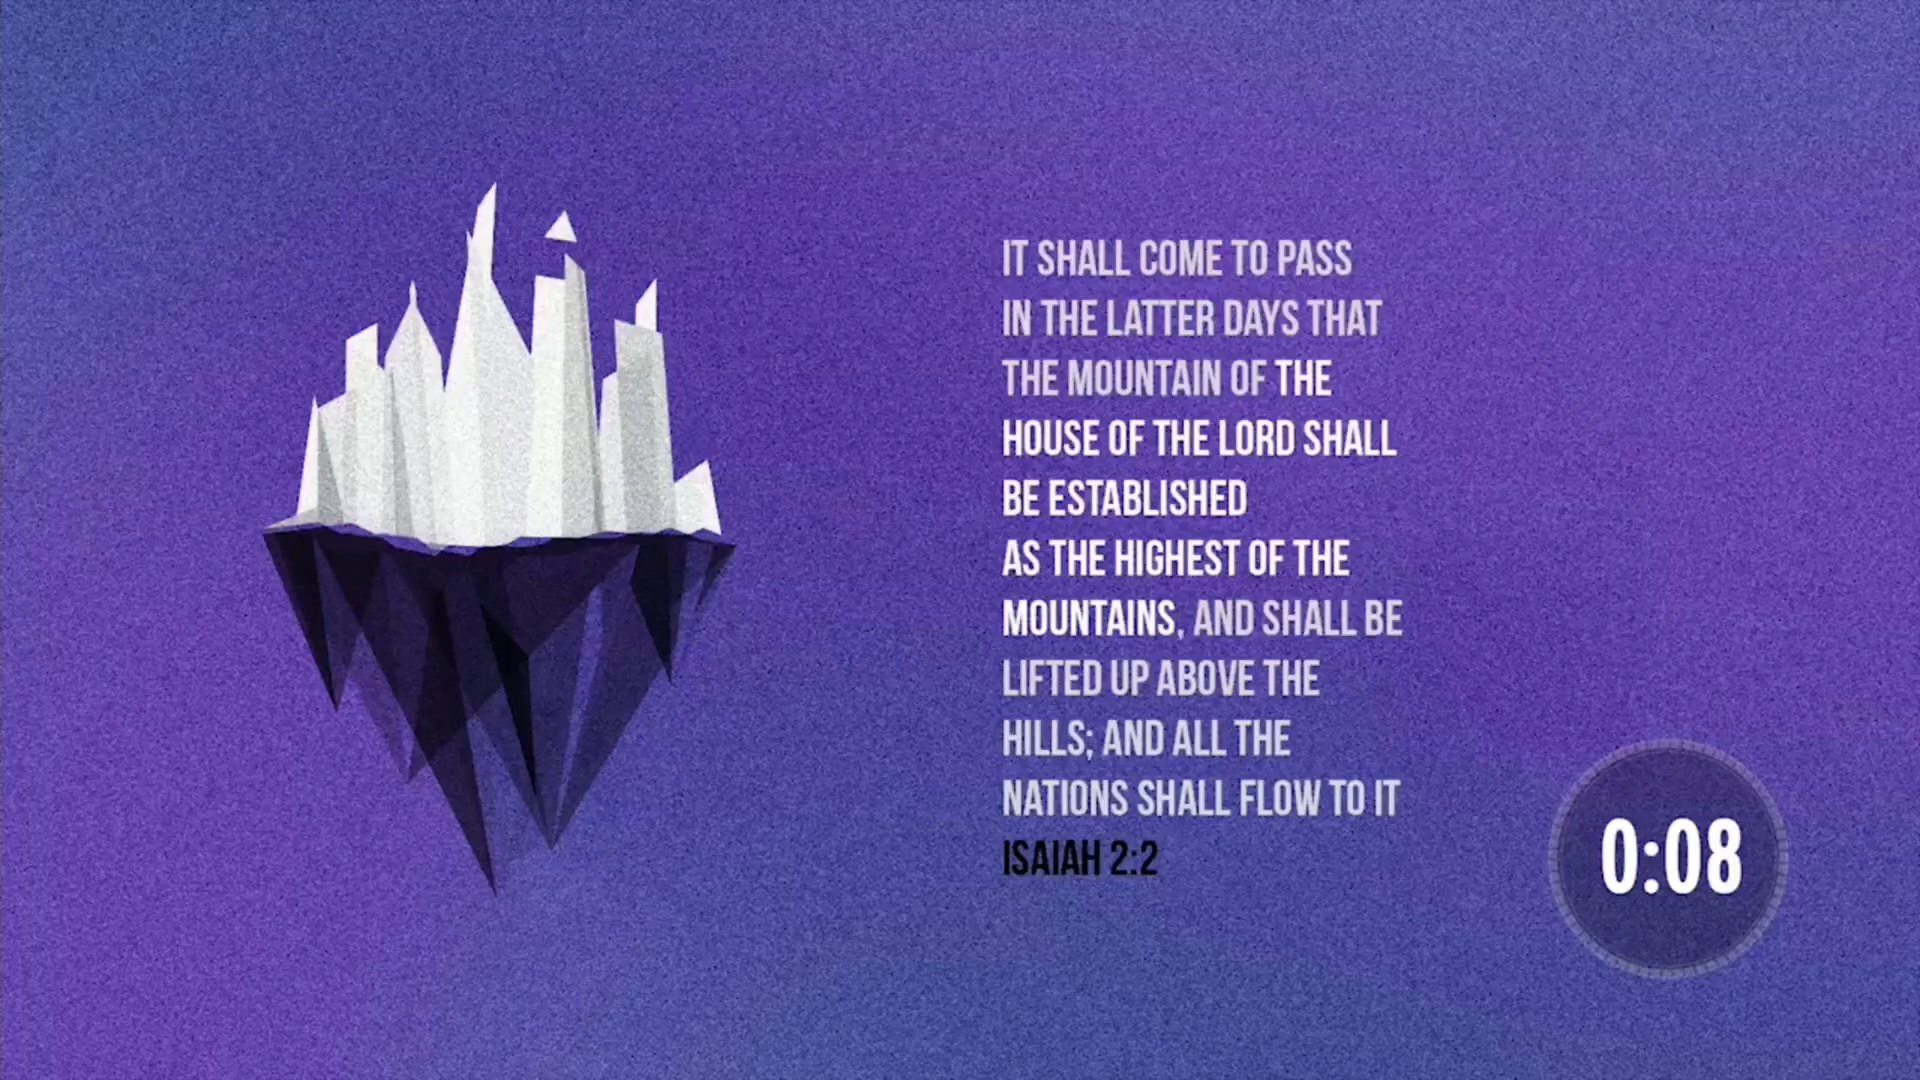 IT SHALL COME TO PASS
IN THE LATTER DAYS THAT
THE MOUNTAIN OF THE
HOUSE OF THE LORD SHALL
BE ESTABLISHED
AS THE HIGHEST OF THE
MOUNTAINS, AND SHALL BE
LIFTED UP ABOVE THE
HILLS; AND ALL THE
NATIONS SHALL FLOW TO IT
ISAIAH 2:2
0:08